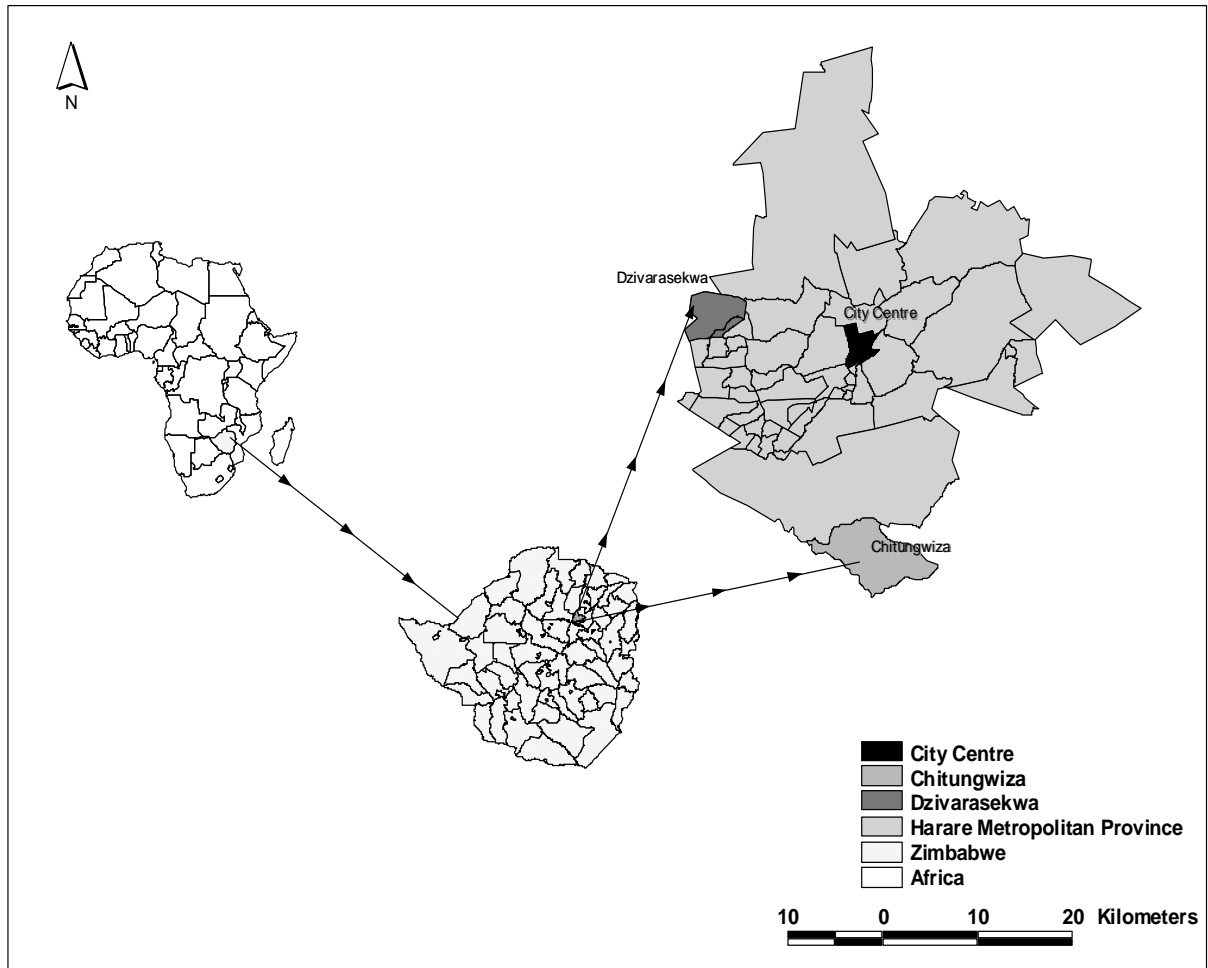 N
Dzivarasekwa
City Centre
Chitungwiza
City Centre
Chitungwiza
Dzivarasekwa
Harare Metropolitan Province
Zimbabwe
Africa
10 0 10 20 Kilometers